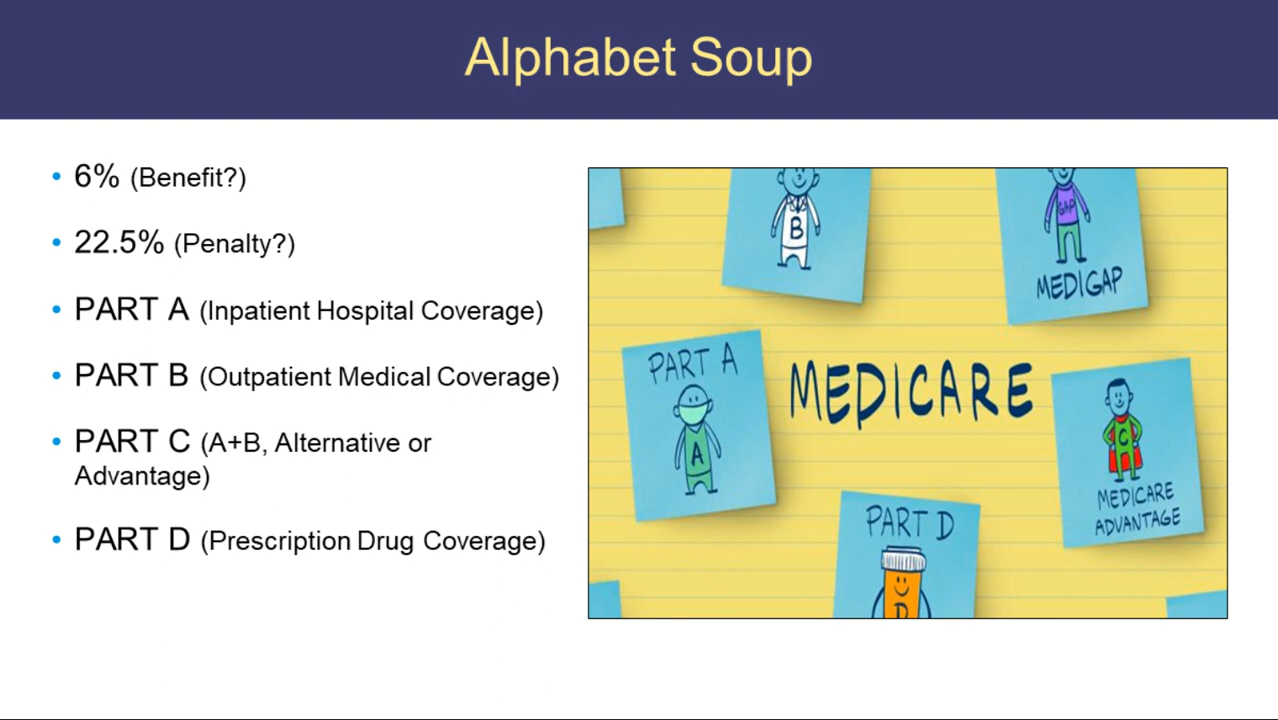 Alphabet Soup
• 6% (Benefit?)
• 22.5% (Penalty?)
• PART A (Inpatient Hospital Coverage)
• PART B (Outpatient Medical Coverage)
• PART C (A+B, Alternative or
Advantage)
• PART D (Prescription Drug Coverage)
B
GAP
MEDIGAP
PART A
A
MEDICARE
C
MEDICARE
ADVANTAGE
PART D
D